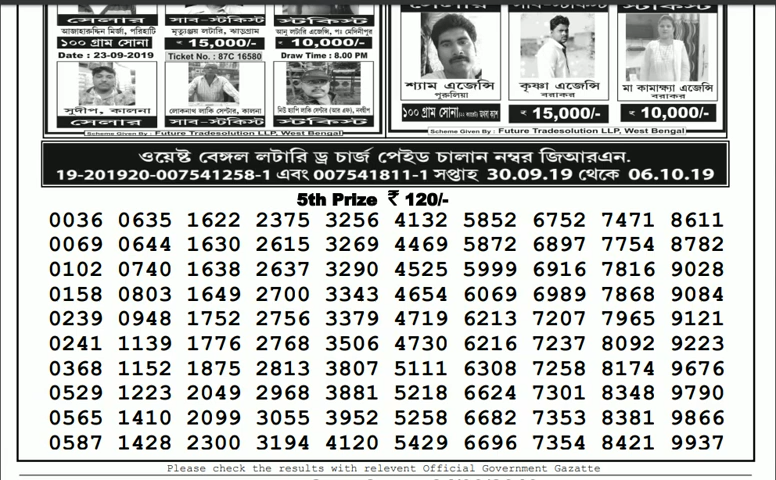 সেলার সাব-স্টকিস্ট স্টকিস্ট
আজাহারুদ্দিন মির্জা, পরিহাটি মৃত্যুঞ্জয় লটারি, ঝাড়গ্রাম আনু লটারি এজেন্সি, পঃ মেদিনীপুর
১০০ গ্রাম সোনা ₹ 15,000/- ₹ 10,000/-
Date : 23-09-2019 Ticket No. : 87C 16580 Draw Time : 8.00 PM
সুদীপ, কালনা লোকনাথ লাকি সেন্টার, কালনা নিউ হ্যাপি লাকি সেন্টার (আর এফ), নবদ্বীপ
সেলার সাব-স্টকিস্ট স্টকিস্ট
Scheme Given By : Future Tradesolution LLP, West Bengal
শ্যাম এজেন্সি কৃষ্ণা এজেন্সি মা কামাক্ষ্যা এজেন্সি
পুরুলিয়া বরাকর বরাকর
১০০ গ্রাম সোনা ₹ 15,000/- ₹ 10,000/-
Scheme Given By : Future Tradesolution LLP, West Bengal
ওয়েষ্ট বেঙ্গল লটারি ড্র চার্জ পেইড চালান নম্বর জিআরএন.
19-201920-007541258-1 এবং 007541811-1 সপ্তাহ 30.09.19 থেকে 06.10.19
5th Prize ₹ 120/-
0036 0635 1622 2375 3256 4132 5852 6752 7471 8611
0069 0644 1630 2615 3269 4469 5872 6897 7754 8782
0102 0740 1638 2637 3290 4525 5999 6916 7816 9028
0158 0803 1649 2700 3343 4654 6069 6989 7868 9084
0239 0948 1752 2756 3379 4719 6213 7207 7965 9121
0241 1139 1776 2768 3506 4730 6216 7237 8092 9223
0368 1152 1875 2813 3807 5111 6308 7258 8174 9676
0529 1223 2049 2968 3881 5218 6624 7301 8348 9790
0565 1410 2099 3055 3952 5258 6682 7353 8381 9866
0587 1428 2300 3194 4120 5429 6696 7354 8421 9937
Please check the results with relevent Official Government Gazatte